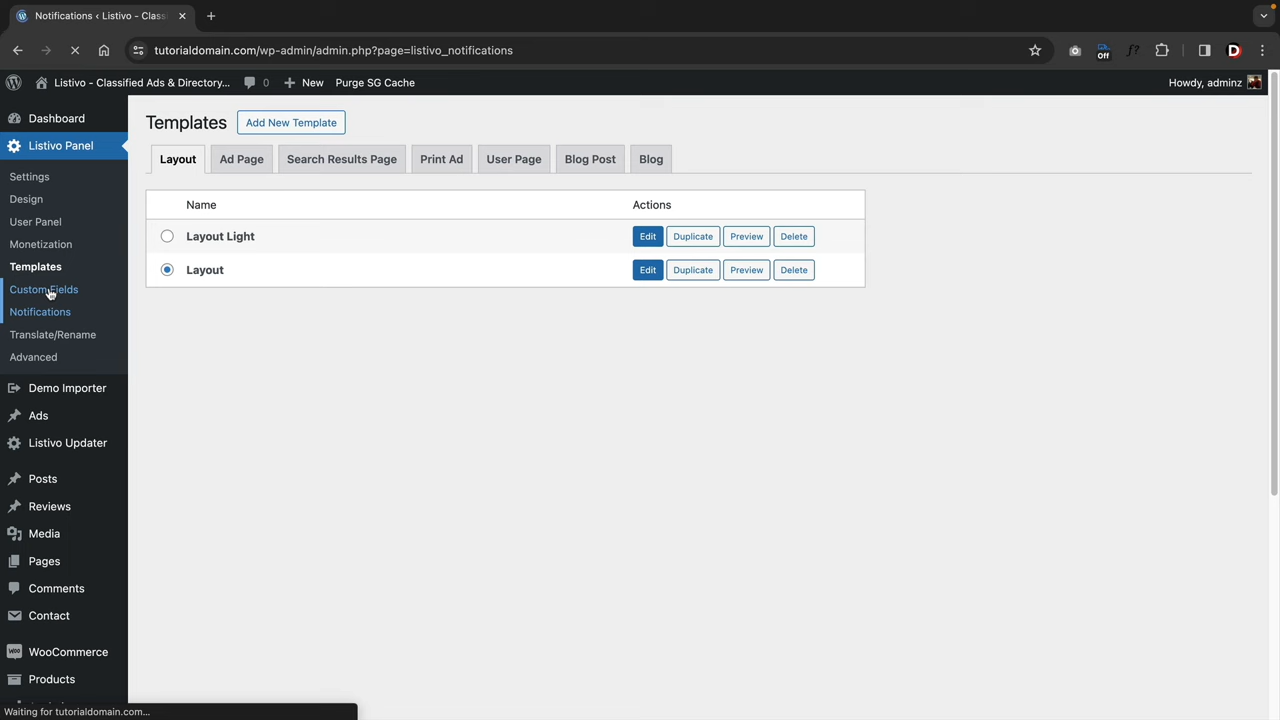 Notifications ‹ Listivo - Classi
tutorialdomain.com/wp-admin/admin.php?page=listivo_notifications
Off
f?
D
Listivo - Classified Ads & Directory...
0
New
Purge SG Cache
Howdy, adminz
Dashboard
Listivo Panel
Settings
Design
User Panel
Monetization
Templates
Custom Fields
Notifications
Translate/Rename
Advanced
Demo Importer
Ads
Listivo Updater
Posts
Reviews
Media
Pages
Comments
Contact
WooCommerce
Products
Templates
Add New Template
Layout
Ad Page
Search Results Page
Print Ad
User Page
Blog Post
Blog
Name
Actions
Layout Light
Edit
Duplicate
Preview
Delete
Layout
Edit
Duplicate
Preview
Delete
Waiting for tutorialdomain.com...